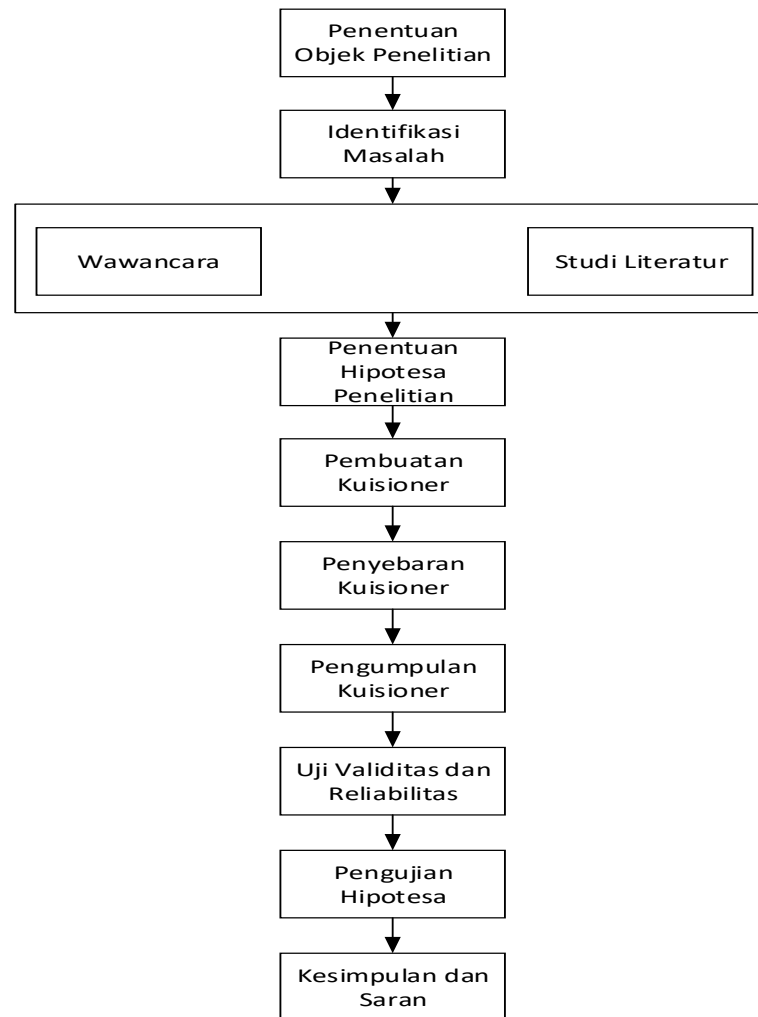 Penentuan
Objek Penelitian
Identifikasi
Masalah
Wawancara
Studi Literatur
Penentuan
Hipotesa
Penelitian
Pembuatan
Kuisioner
Penyebaran
Kuisioner
Pengumpulan
Kuisioner
Uji Validitas dan
Reliabilitas
Pengujian
Hipotesa
Kesimpulan dan
Saran